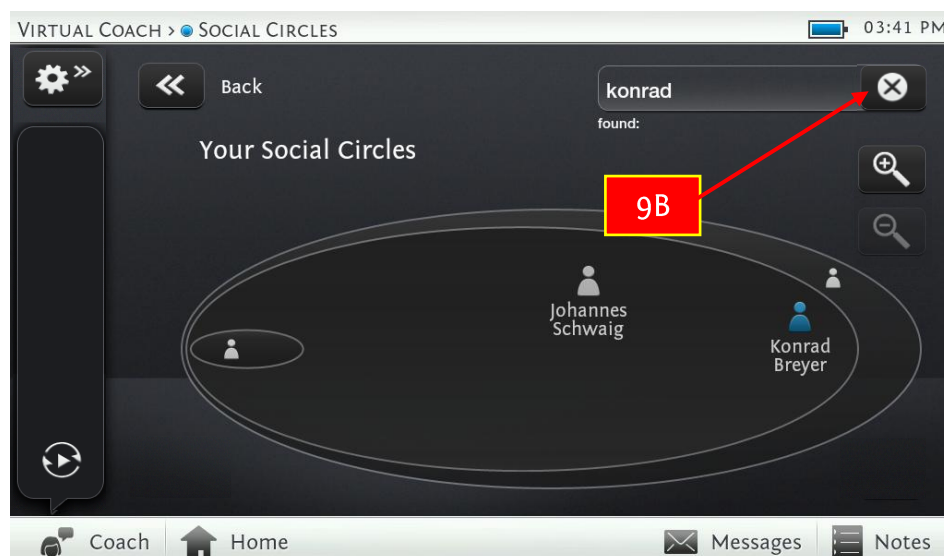 VIRTUAL COACH > SOCIAL CIRCLES
03:41 PM
Back
konrad
found:
Your Social Circles
9B
Johannes
Schwaig
Konrad
Breyer
Coach
Home
Messages
Notes